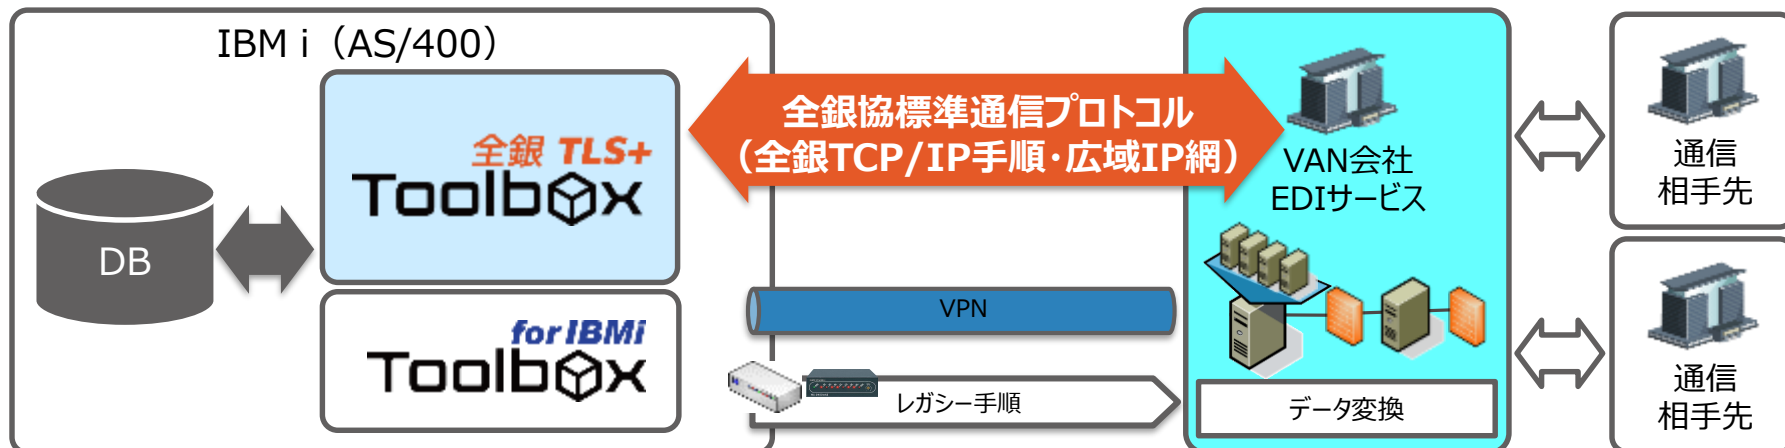 IBM i（AS/400）
DB
全銀 TLS+
Toolbox
for IBMi
Toolbox
全銀協標準通信プロトコル
（全銀TCP/IP手順・広域IP網）
VPN
レガシー手順
VAN会社
EDIサービス
データ変換
通信
相手先
通信
相手先